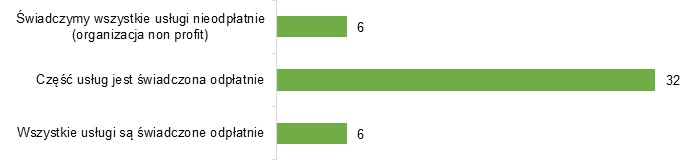 Świadczymy wszystkie usługi nieodpłatnie
(organizacja non profit)
6
Część usług jest świadczona odpłatnie
32
Wszystkie usługi są świadczone odpłatnie
6